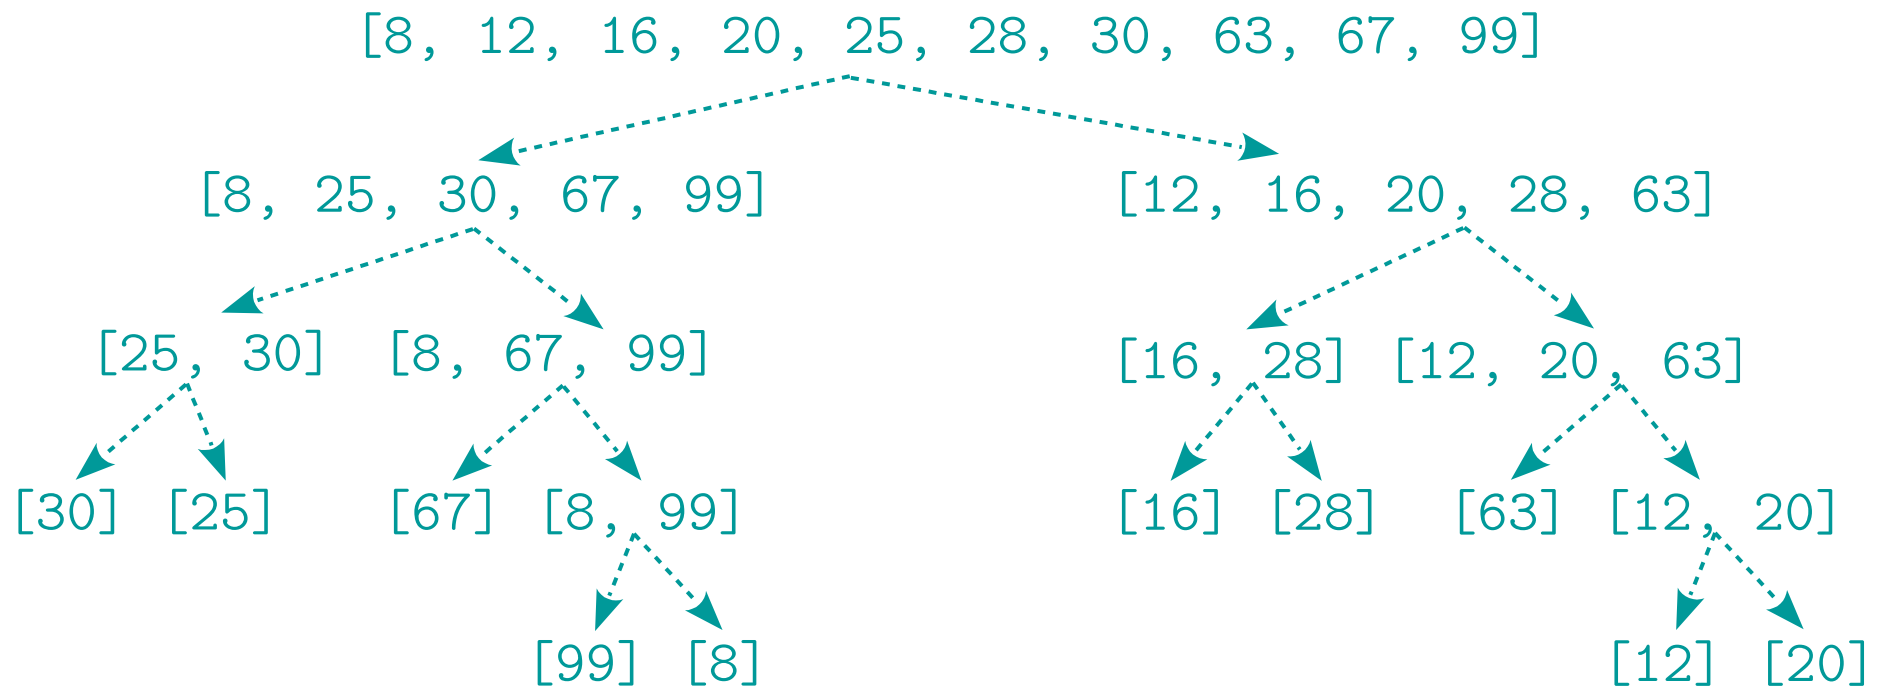 [8, 12, 16, 20, 25, 28, 30, 63, 67, 99]
[8, 25, 30, 67, 99] [12, 16, 20, 28, 63]
[25, 30] [8, 67, 99] [16, 28] [12, 20, 63]
[30] [25] [67] [8, 99] [16] [28] [63] [12, 20]
[99] [8] [12] [20]